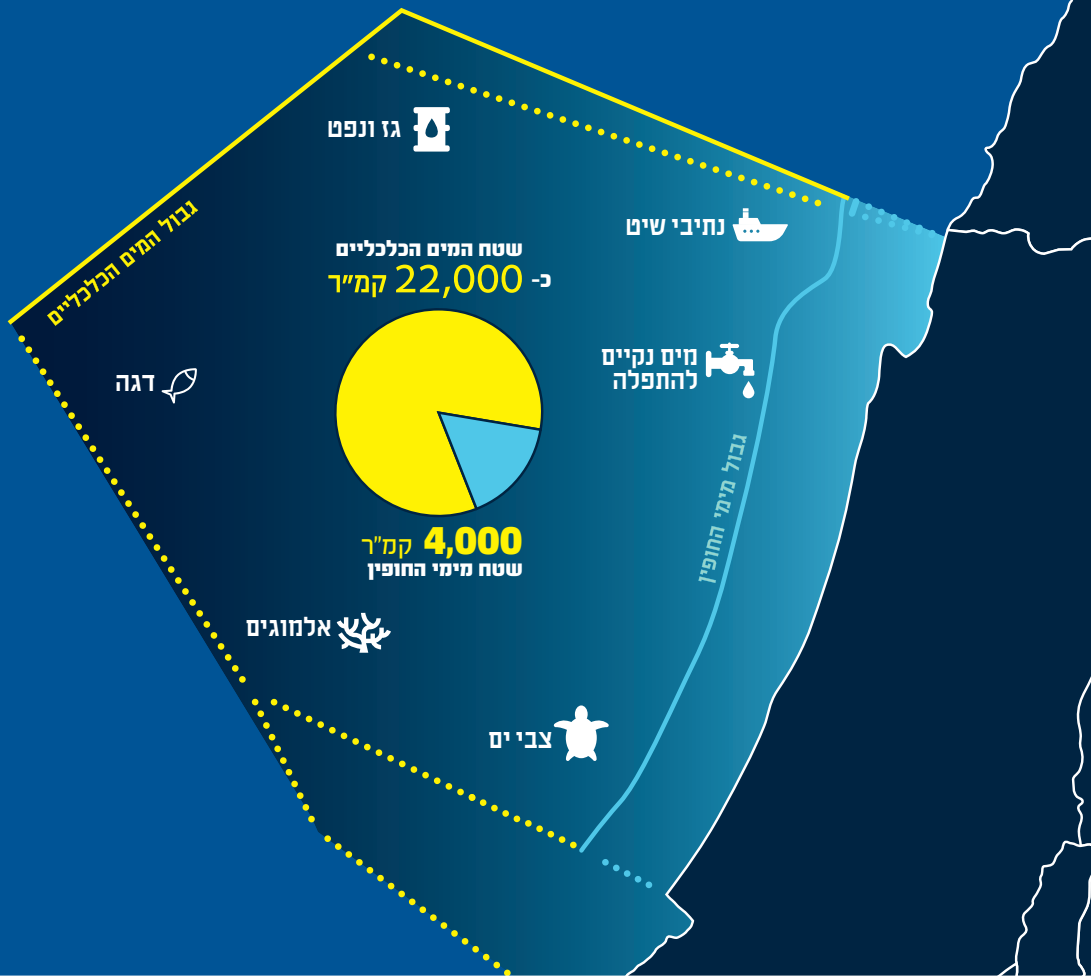 גז ונפט
נתיבי שיט
גבול המים הכלכליים
שטח המים הכלכליים
כ- 22,000 קמ״ר
מים נקיים
להתפלה
דגה
גבול מימי החופין
4,000 קמ"ר
שטח מימי החופין
אלמוגים
צבי ים